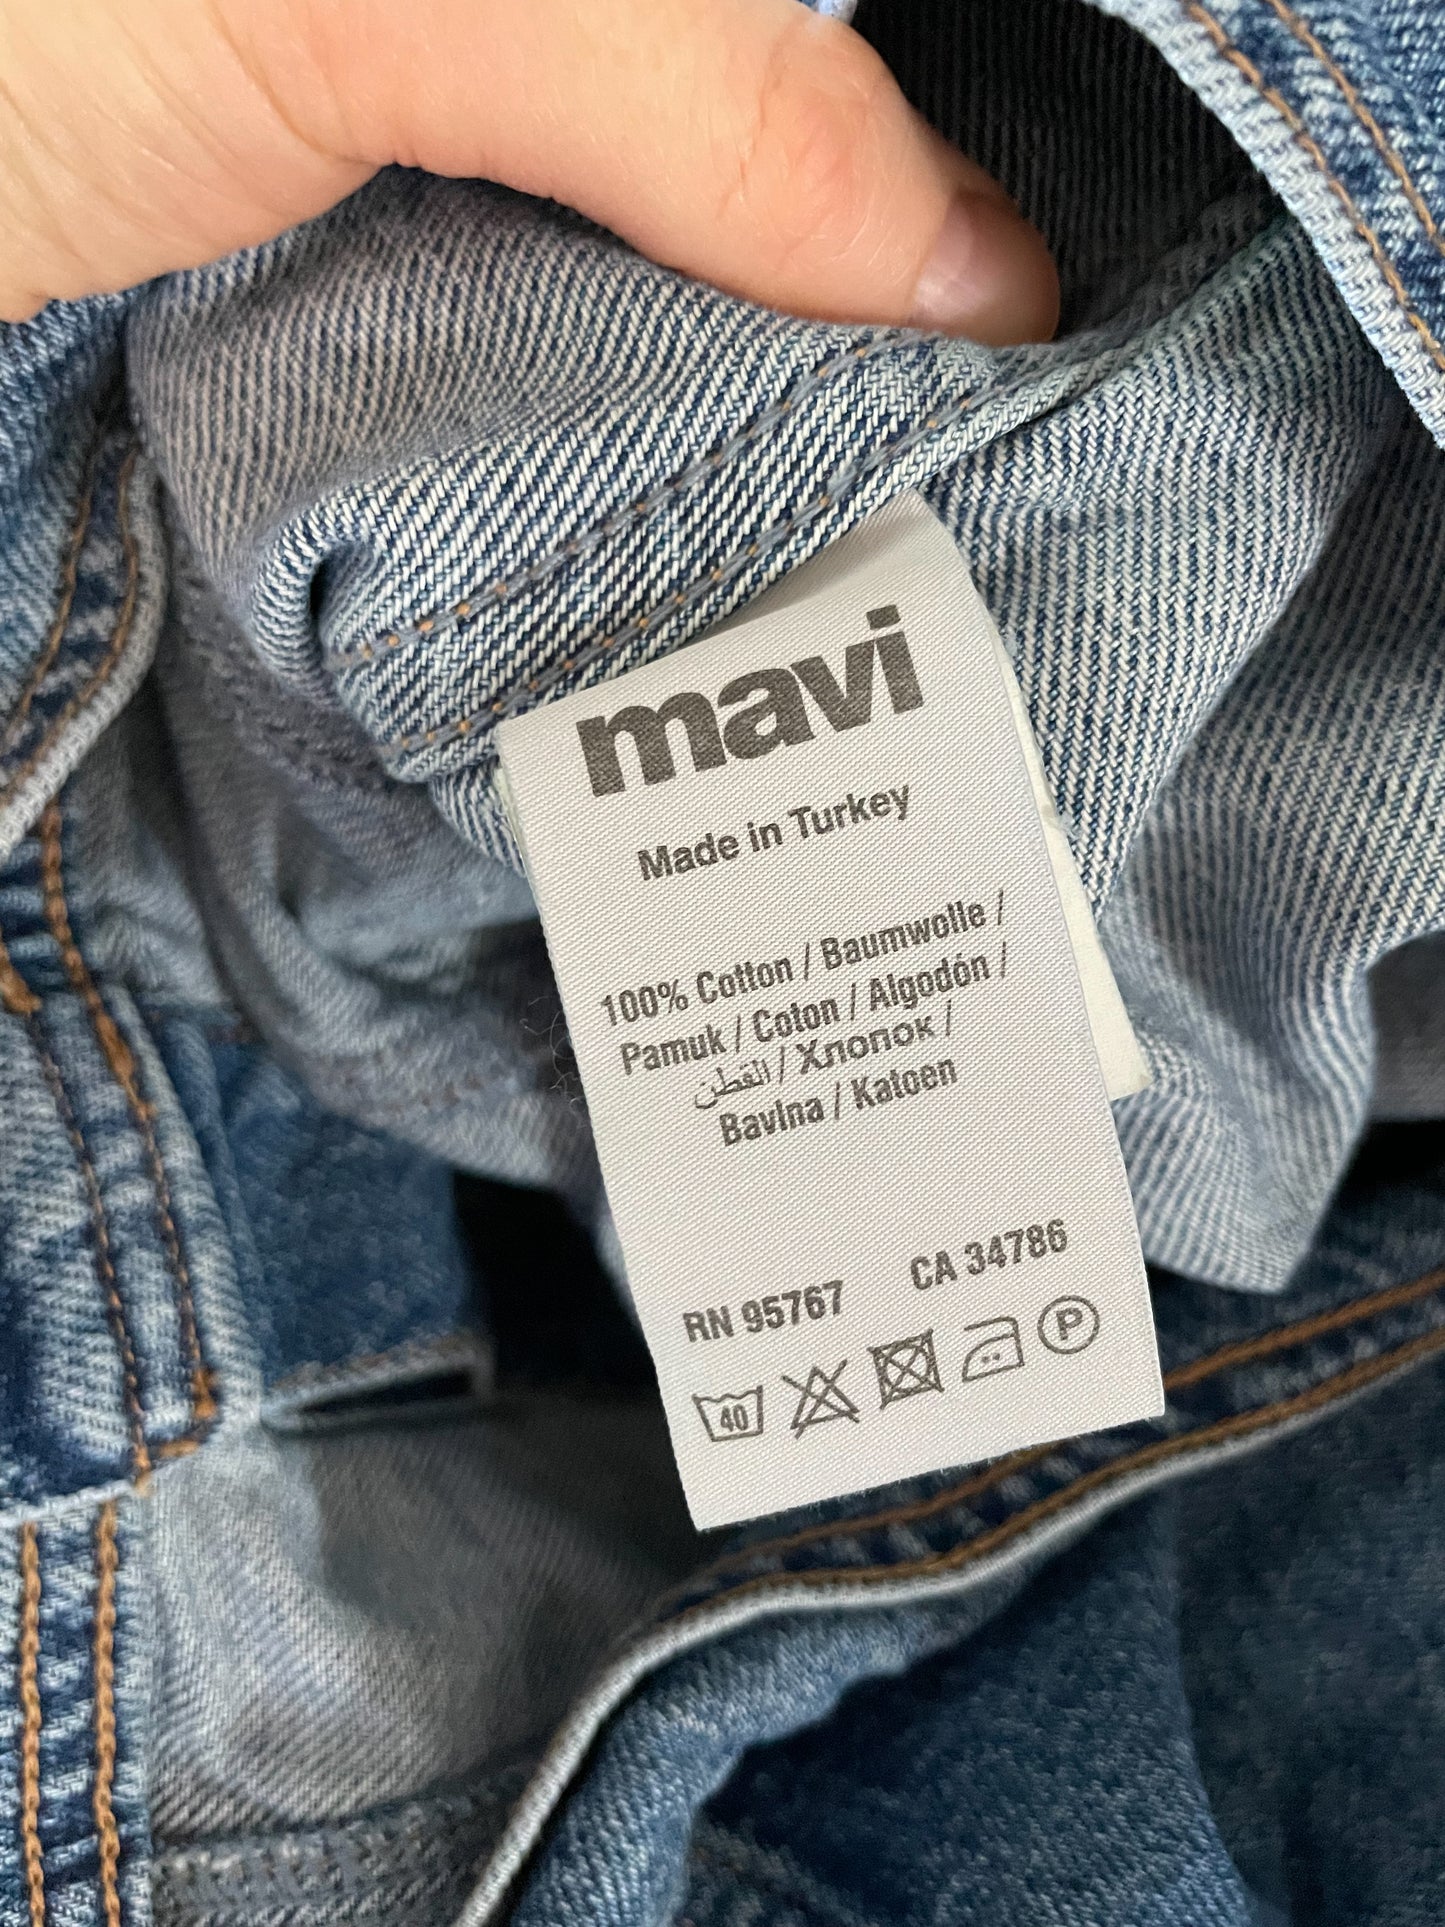 mavi
Made in Turkey
100% Cotton / Baumwolle /
Pamuk / Coton / Algodón /
القطن / Хлопок /
Bavlna / Katoen
RN 95767 CA 34786
40 P